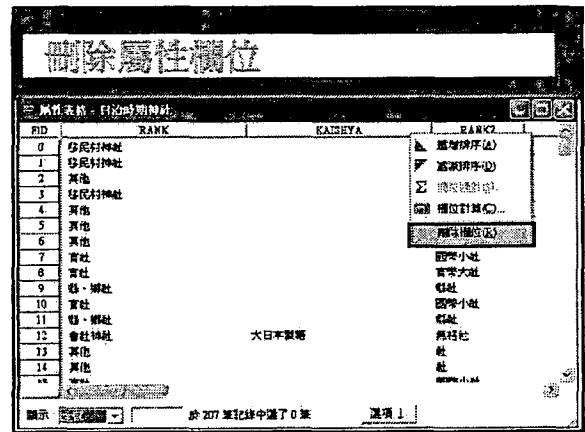 刪除屬性欄位
屬性表格 - 日治時期神社
FID RANK KAISHYA RANK2
0 移民村神社
1 移民村神社
2 其他
3 移民村神社
4 其他
5 其他
6 其他
7 官社 國幣小社
8 官社 官幣大社
9 縣、鄉社 縣社
10 官社 國幣小社
11 縣、鄉社 縣社
12 會社神社 大日本製糖 無格社
13 其他 社
14 其他 社
遞增排序(A)
遞減排序(D)
欄位計算(C)...
刪除欄位(R)
顯示: 於 207 筆記錄中選了 0 筆 選項